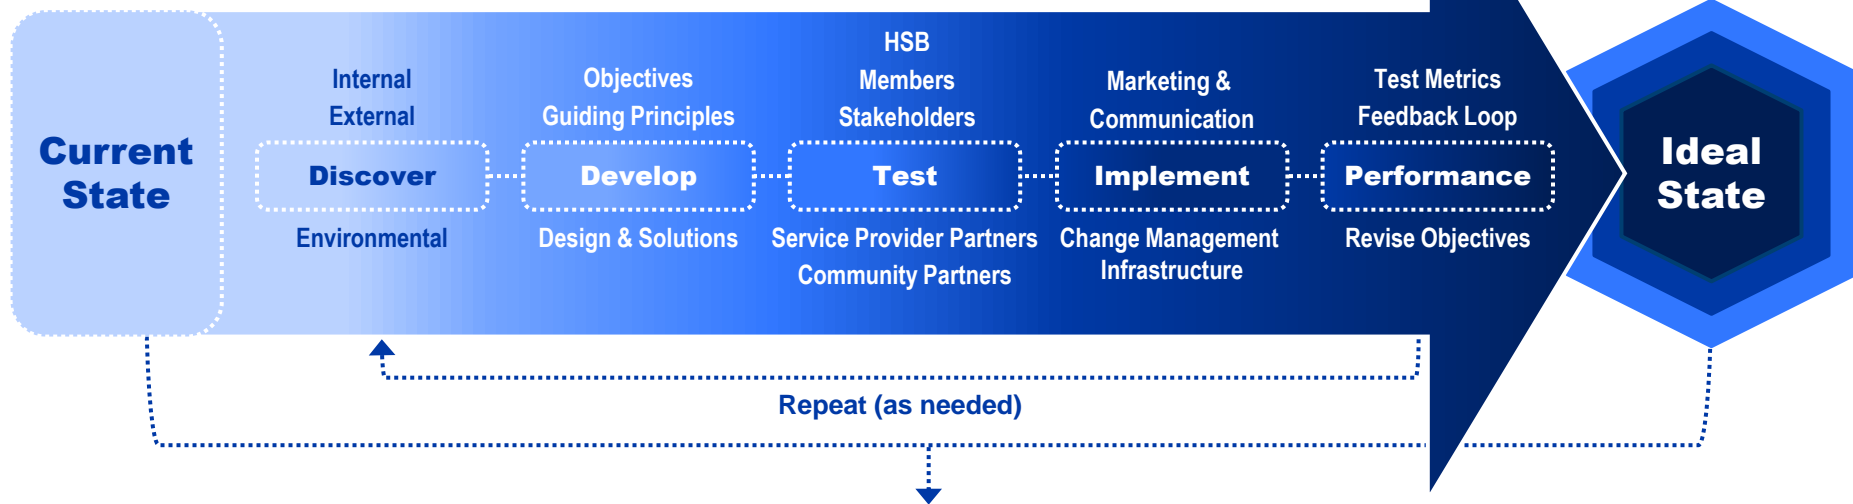 Current
State
Internal
External
Discover
Environmental
Objectives
Guiding Principles
Develop
Design & Solutions
HSB
Members
Stakeholders
Test
Service Provider Partners
Community Partners
Marketing &
Communication
Implement
Change Management
Infrastructure
Test Metrics
Feedback Loop
Performance
Revise Objectives
Ideal
State
Repeat (as needed)